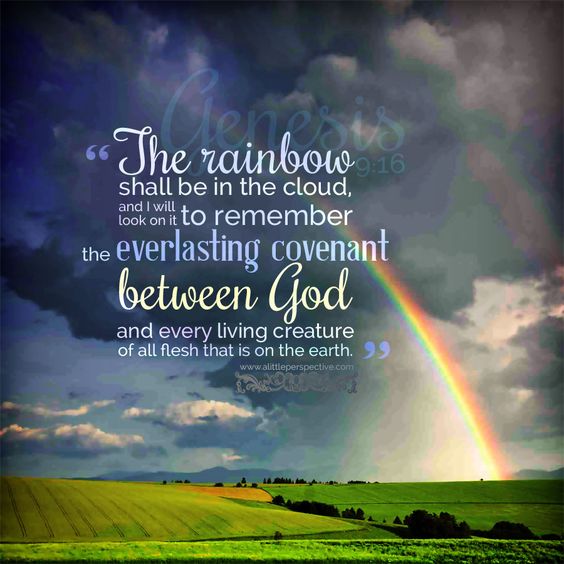 Genesis
9:16
“The rainbow
shall be in the cloud,
and I will
look on it to remember
the everlasting covenant
between God
and every living creature
of all flesh that is on the earth.”
www.alittleperspective.com